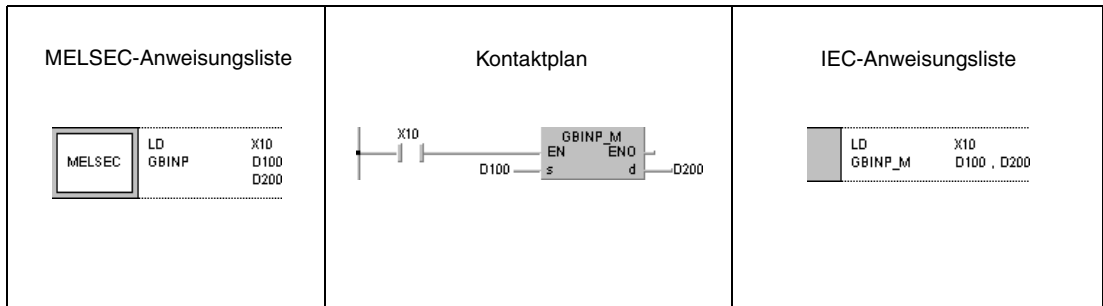 MELSEC-Anweisungsliste
MELSEC
LD X10
GBINP D100
D200
Kontaktplan
X10
GBINP_M
EN ENO
D100 s d D200
IEC-Anweisungsliste
LD X10
GBINP_M D100 , D200